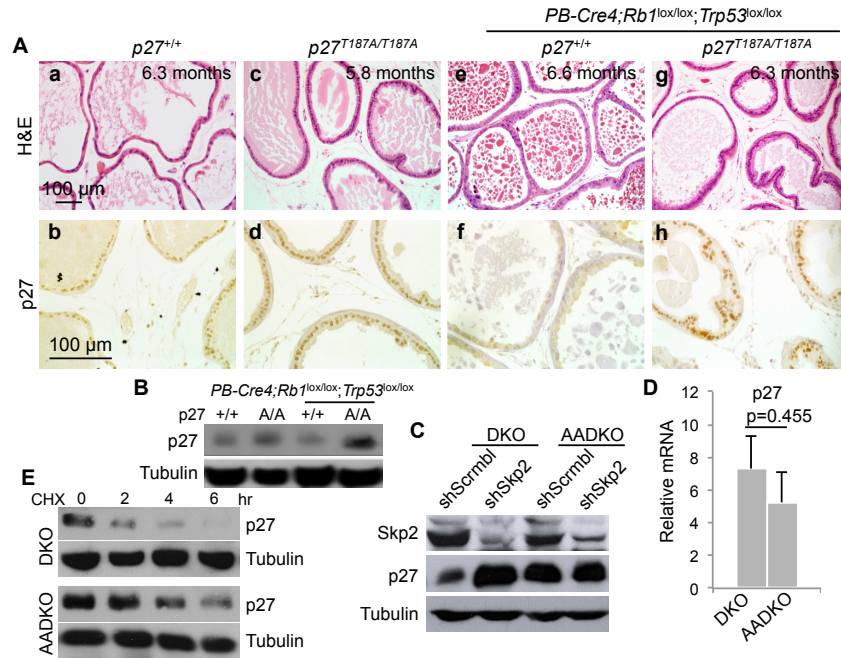 PB-Cre4;Rb1lox/lox;Trp53lox/lox
A
p27+/+
p27T187A/T187A
p27+/+
p27T187A/T187A
H&E
a
6.3 months
100 µm
c
5.8 months
e
6.6 months
g
6.3 months
p27
b
100 µm
d
f
h
B
PB-Cre4;Rb1lox/lox;Trp53lox/lox
p27 +/+ A/A +/+ A/A
p27
Tubulin
C
DKO AADKO
shScrmbl shSkp2 shScrmbl shSkp2
Skp2
p27
Tubulin
D
p27
p=0.455
Relative mRNA
12
10
8
6
4
2
0
DKO
AADKO
E
CHX 0 2 4 6 hr
DKO
p27
Tubulin
AADKO
p27
Tubulin